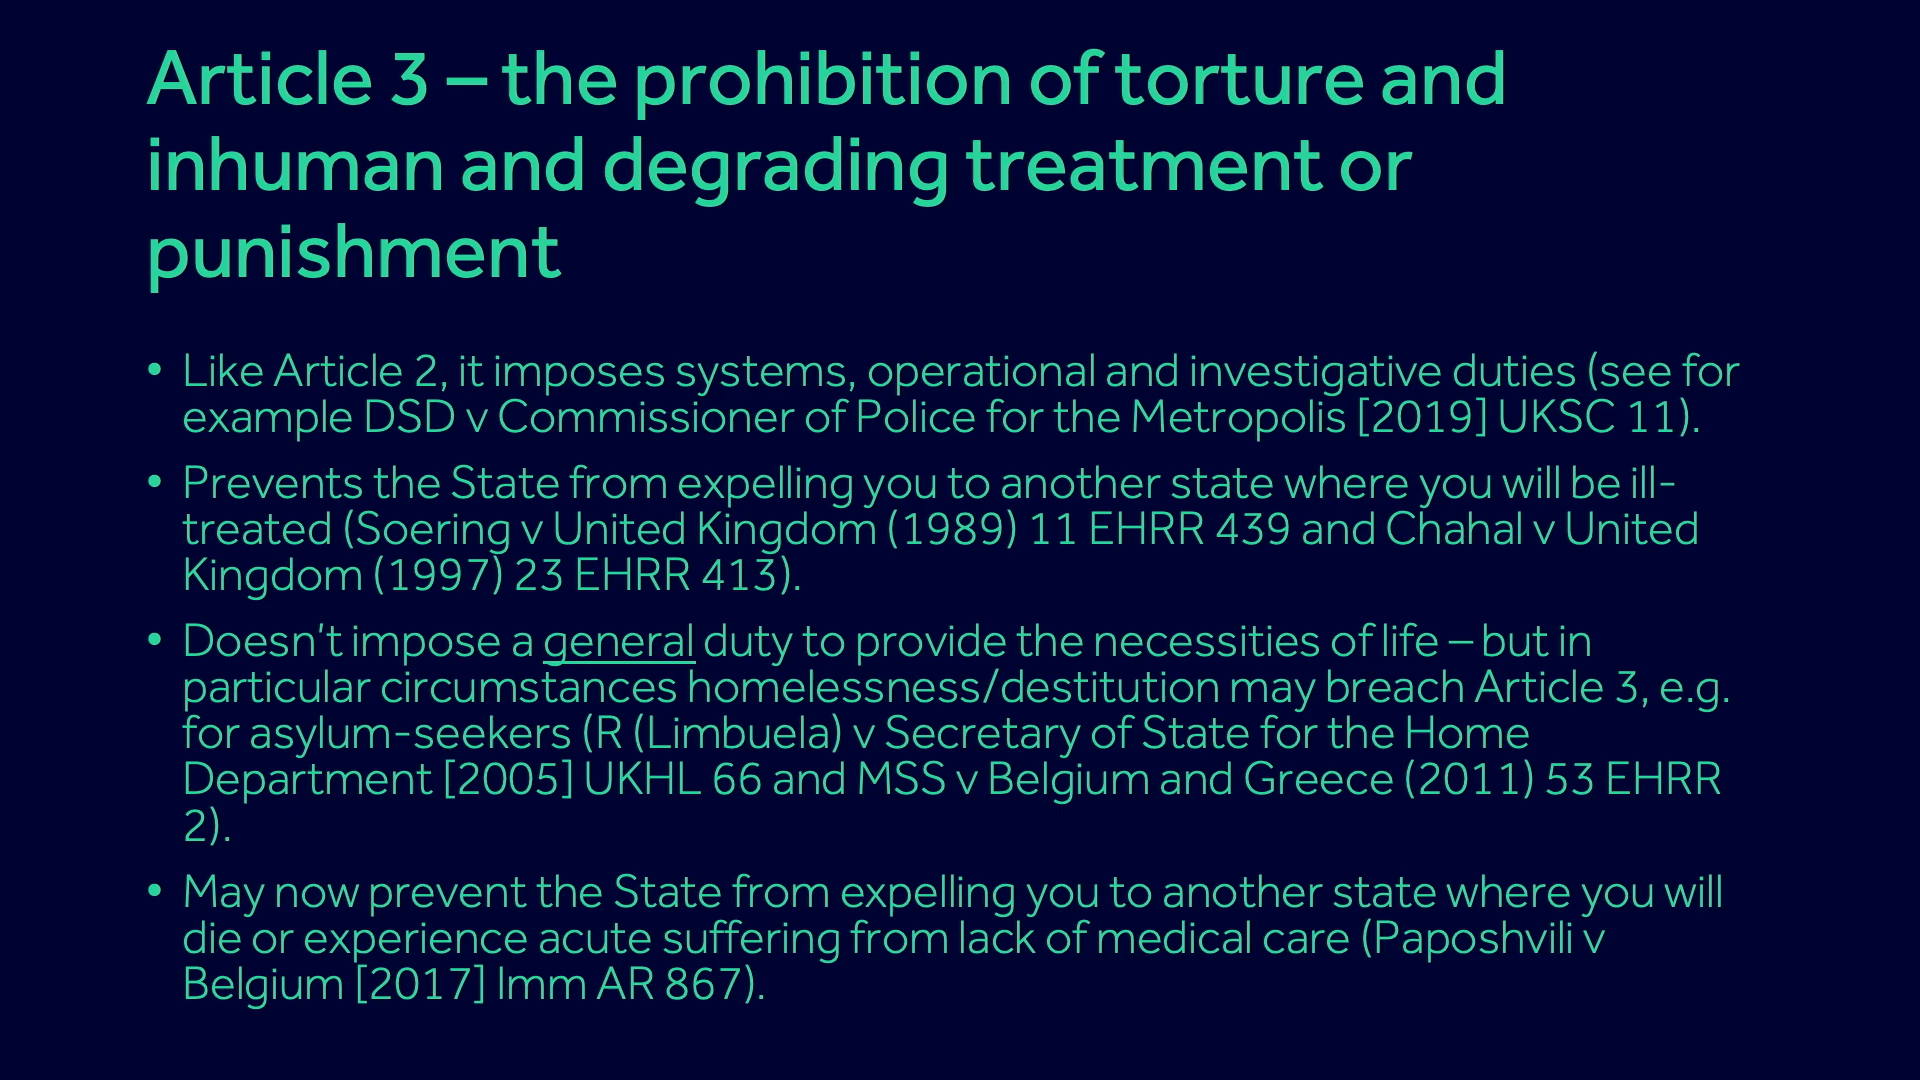 Article 3 – the prohibition of torture and
inhuman and degrading treatment or
punishment
• Like Article 2, it imposes systems, operational and investigative duties (see for
example DSD v Commissioner of Police for the Metropolis [2019] UKSC 11).
• Prevents the State from expelling you to another state where you will be ill-
treated (Soering v United Kingdom (1989) 11 EHRR 439 and Chahal v United
Kingdom (1997) 23 EHRR 413).
• Doesn't impose a general duty to provide the necessities of life – but in
particular circumstances homelessness/destitution may breach Article 3, e.g.
for asylum-seekers (R (Limbuela) v Secretary of State for the Home
Department [2005] UKHL 66 and MSS v Belgium and Greece (2011) 53 EHRR
2).
• May now prevent the State from expelling you to another state where you will
die or experience acute suffering from lack of medical care (Paposhvili v
Belgium [2017] Imm AR 867).